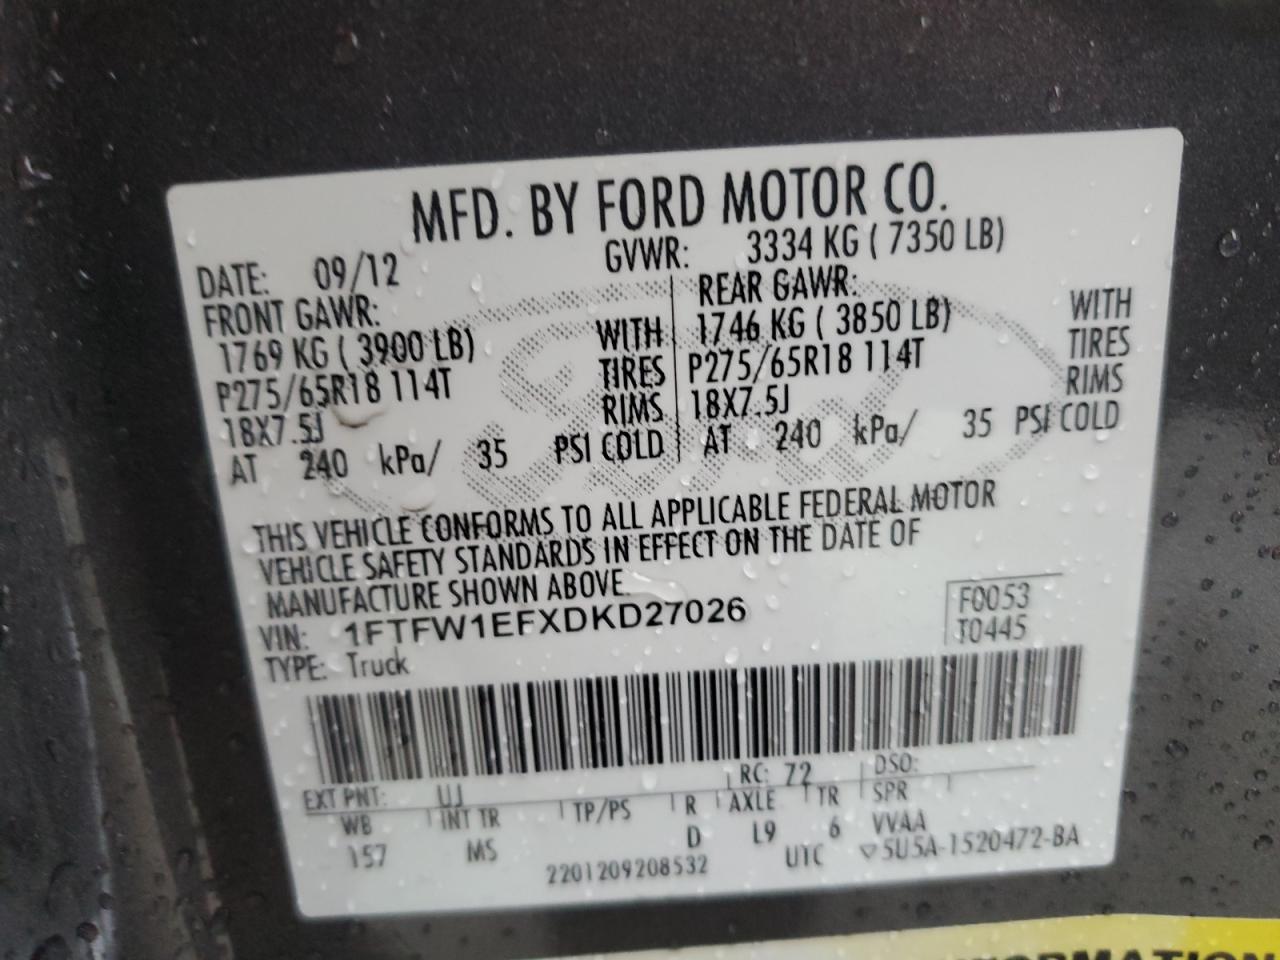 MFD. BY FORD MOTOR CO.
DATE: 09/12 GVWR: 3334 KG ( 7350 LB)
FRONT GAWR: REAR GAWR:
1769 KG ( 3900 LB) WITH 1746 KG ( 3850 LB) WITH
P275/65R18 114T TIRES P275/65R18 114T TIRES
18X7.5J RIMS 18X7.5J RIMS
AT 240 kPa/ 35 PSI COLD AT 240 kPa/ 35 PSI COLD
Ford
THIS VEHICLE CONFORMS TO ALL APPLICABLE FEDERAL MOTOR
VEHICLE SAFETY STANDARDS IN EFFECT ON THE DATE OF
MANUFACTURE SHOWN ABOVE.
VIN: 1FTFW1EFXDKD27026 F0053
TYPE: Truck T0445
EXT PNT: UJ RC: 72 DSO:
WB INT TR TP/PS R AXLE TR SPR
157 MS D L9 6 VVAA
2201209208532 UTC ▽5U5A-1520472-BA